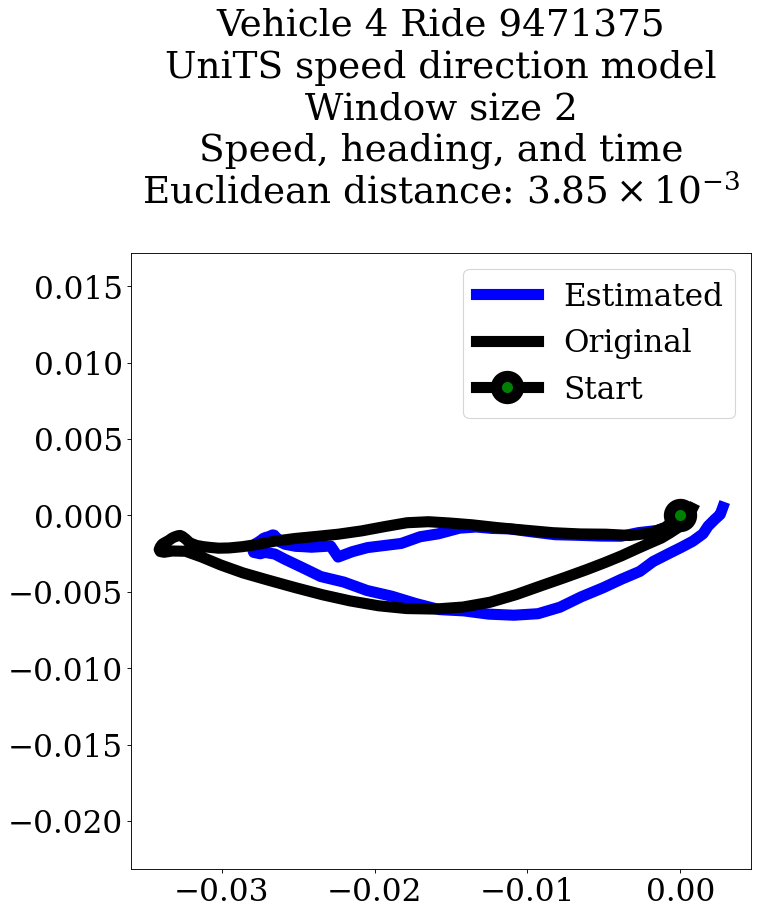 Vehicle 4 Ride 9471375
UniTS speed direction model
Window size 2
Speed, heading, and time
Euclidean distance: 3.85 × 10⁻³
Estimated
Original
Start
0.015
0.010
0.005
0.000
−0.005
−0.010
−0.015
−0.020
−0.03 −0.02 −0.01 0.00